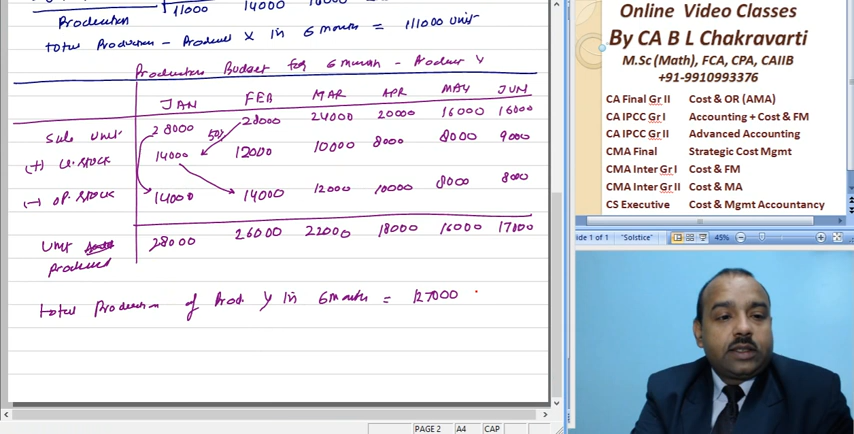 Production 11000 14000
total Production - Product X in 6 month = 111000 unit
Production Budget for 6 month - Product Y
JAN FEB MAR APR MAY JUN
Sale Unit 28000 28000 24000 20000 16000 16000
50%
(+) Cl. Stock 14000 12000 10000 8000 8000 9000
(-) OP. Stock 14000 14000 12000 10000 8000 8000
Unit Produced 28000 26000 22000 18000 16000 17000
total Production of Prod. Y in 6 months = 127000
PAGE 2 A4 CAP
Online Video Classes
By CA B L Chakravarti
M.Sc (Math), FCA, CPA, CAIIB
+91-9910993376
CA Final Gr II Cost & OR (AMA)
CA IPCC Gr I Accounting + Cost & FM
CA IPCC Gr II Advanced Accounting
CMA Final Strategic Cost Mgmt
CMA Inter Gr I Cost & FM
CMA Inter Gr II Cost & MA
CS Executive Cost & Mgmt Accountancy
ide 1 of 1 "Solstice" 45%